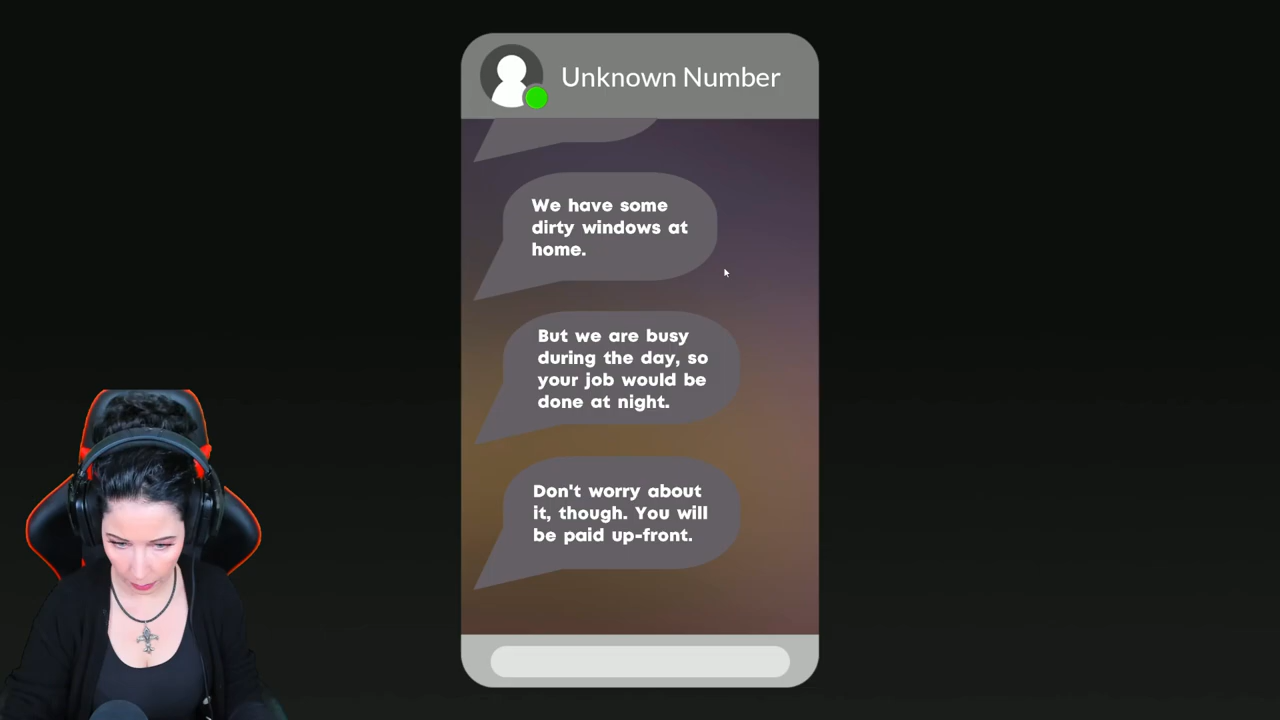 Unknown Number
We have some
dirty windows at
home.
But we are busy
during the day, so
your job would be
done at night.
Don't worry about
it, though. You will
be paid up-front.